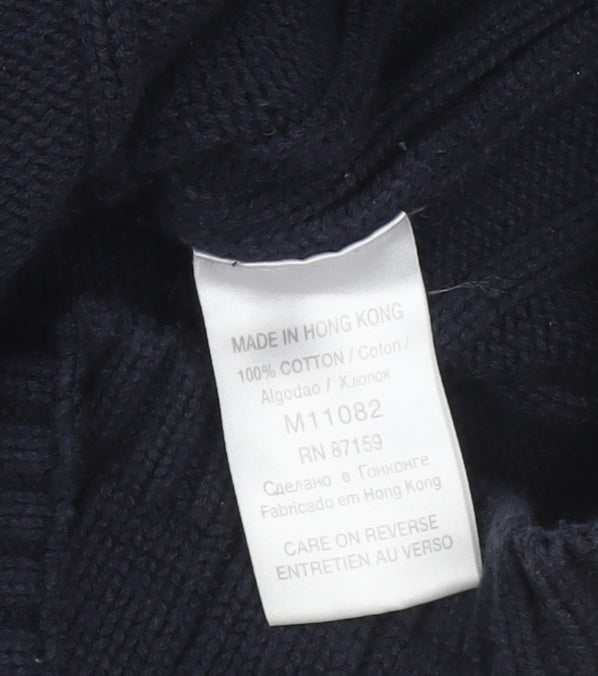 MADE IN HONG KONG
100% COTTON / Coton /
Algodao / Хлопок
M11082
RN 87159
Сделано в Гонконге
Fabricado em Hong Kong
CARE ON REVERSE
ENTRETIEN AU VERSO